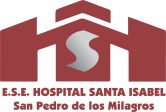 E.S.E. HOSPITAL SANTA ISABEL
San Pedro de los Milagros